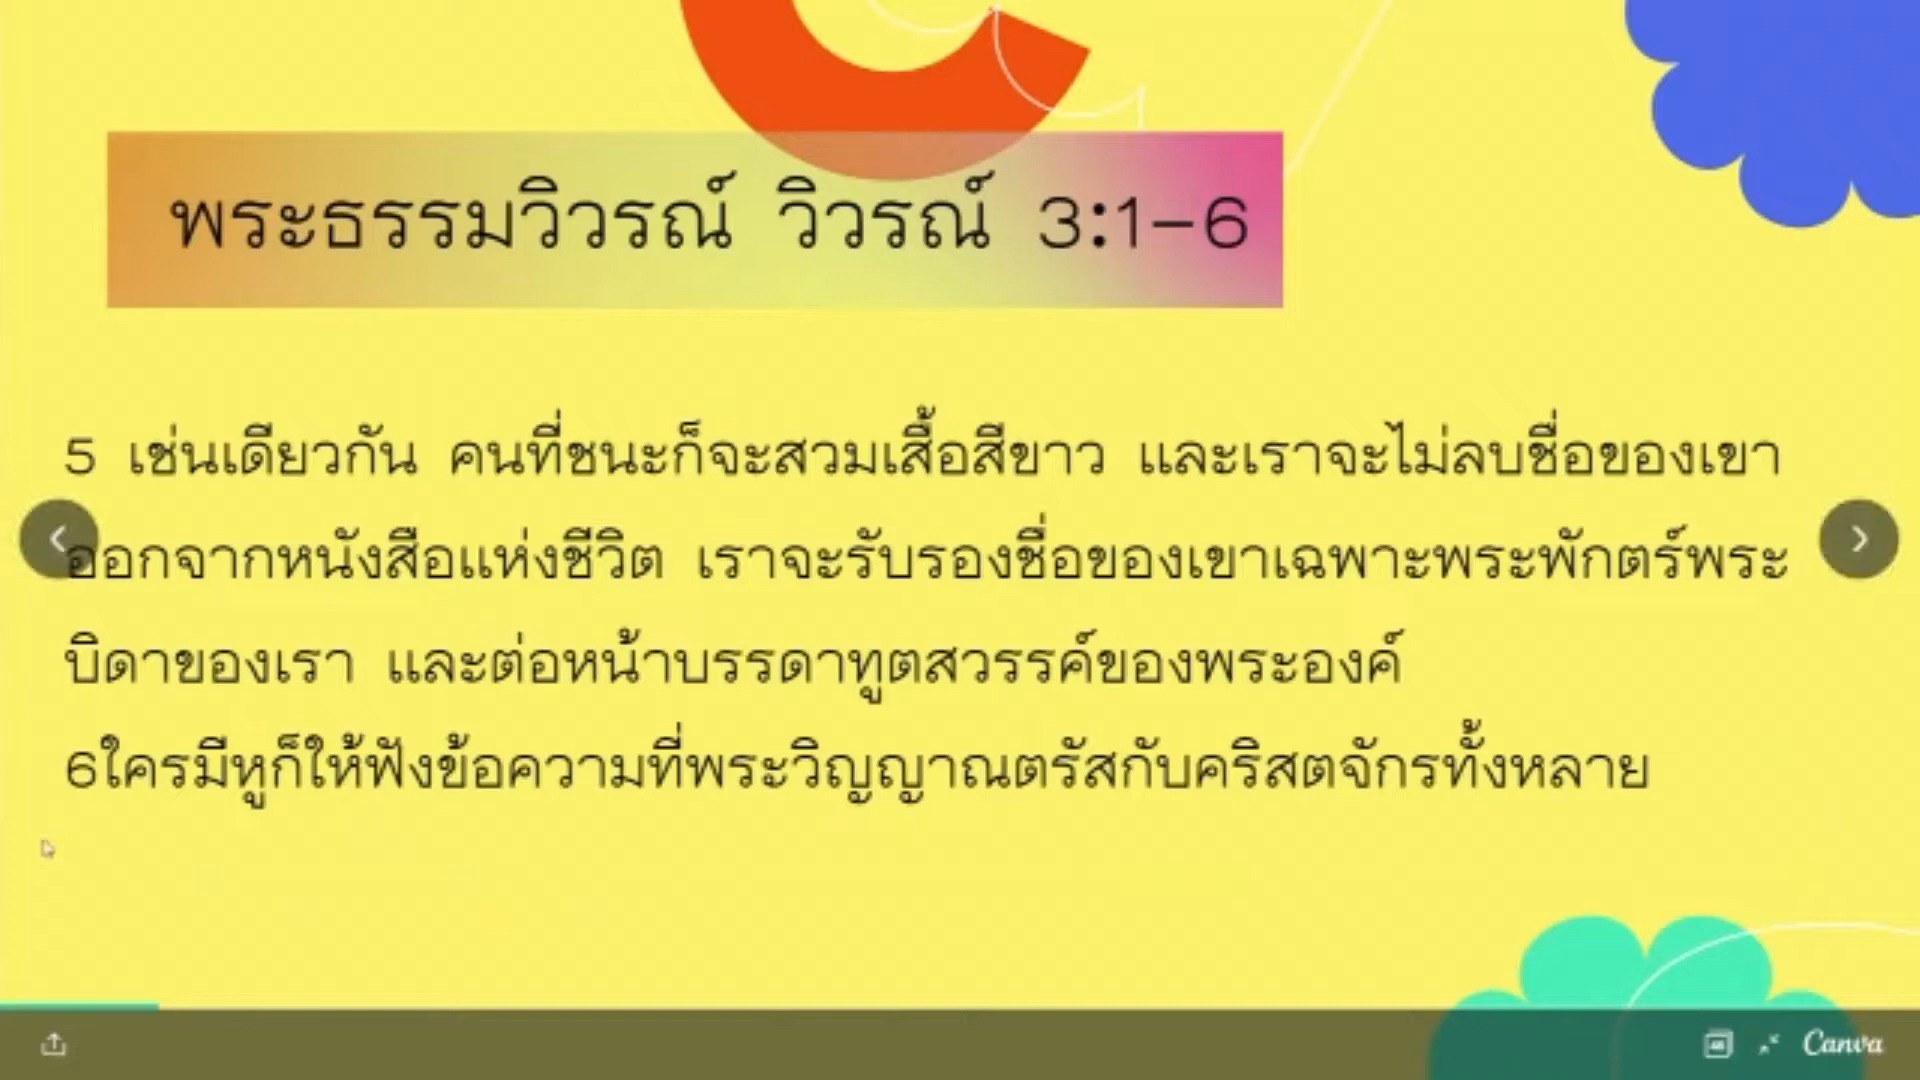 พระธรรมวิวรณ์ วิวรณ์ 3:1-6
5 เช่นเดียวกัน คนที่ชนะก็จะสวมเสื้อสีขาว และเราจะไม่ลบชื่อของเขา
ออกจากหนังสือแห่งชีวิต เราจะรับรองชื่อของเขาเฉพาะพระพักตร์พระ
บิดาของเรา และต่อหน้าบรรดาทูตสวรรค์ของพระองค์
6ใครมีหูก็ให้ฟังข้อความที่พระวิญญาณตรัสกับคริสตจักรทั้งหลาย
Canva